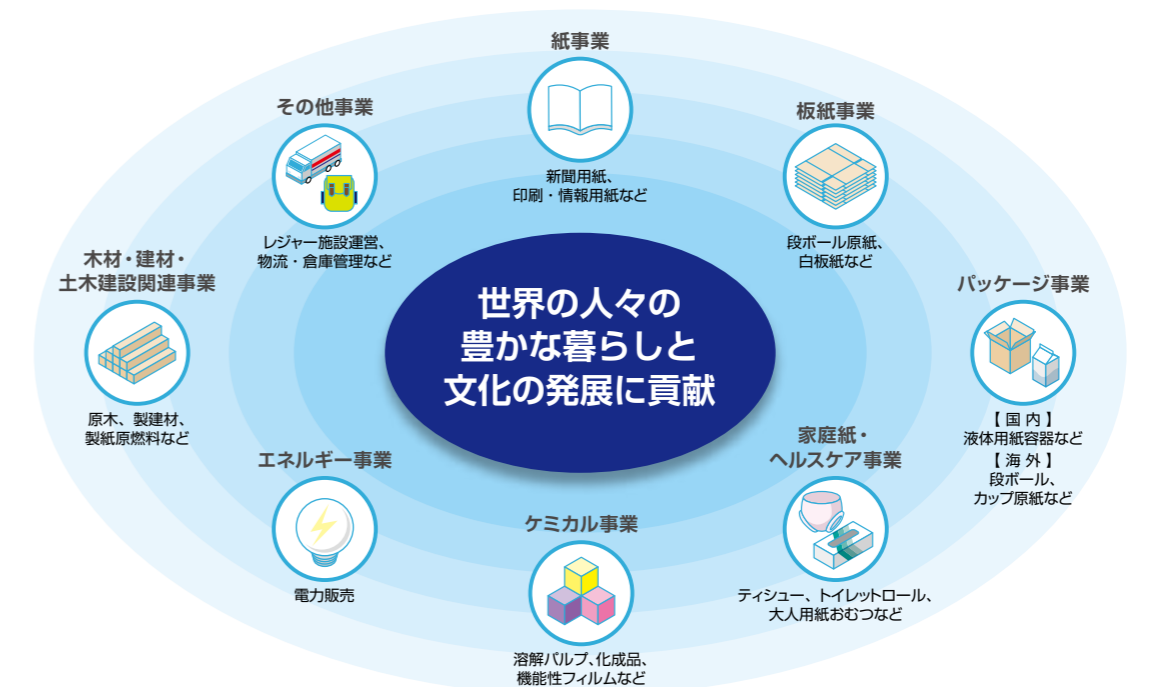 紙事業
新聞用紙、
印刷・情報用紙など
その他事業
レジャー施設運営、
物流・倉庫管理など
板紙事業
段ボール原紙、
白板紙など
木材・建材・
土木建設関連事業
原木、製建材、
製紙原燃料など
世界の人々の
豊かな暮らしと
文化の発展に貢献
パッケージ事業
【国内】
液体用紙容器など
【海外】
段ボール、
カップ原紙など
エネルギー事業
電力販売
ケミカル事業
溶解パルプ、化成品、
機能性フィルムなど
家庭紙・
ヘルスケア事業
ティシュー、トイレットロール、
大人用紙おむつなど